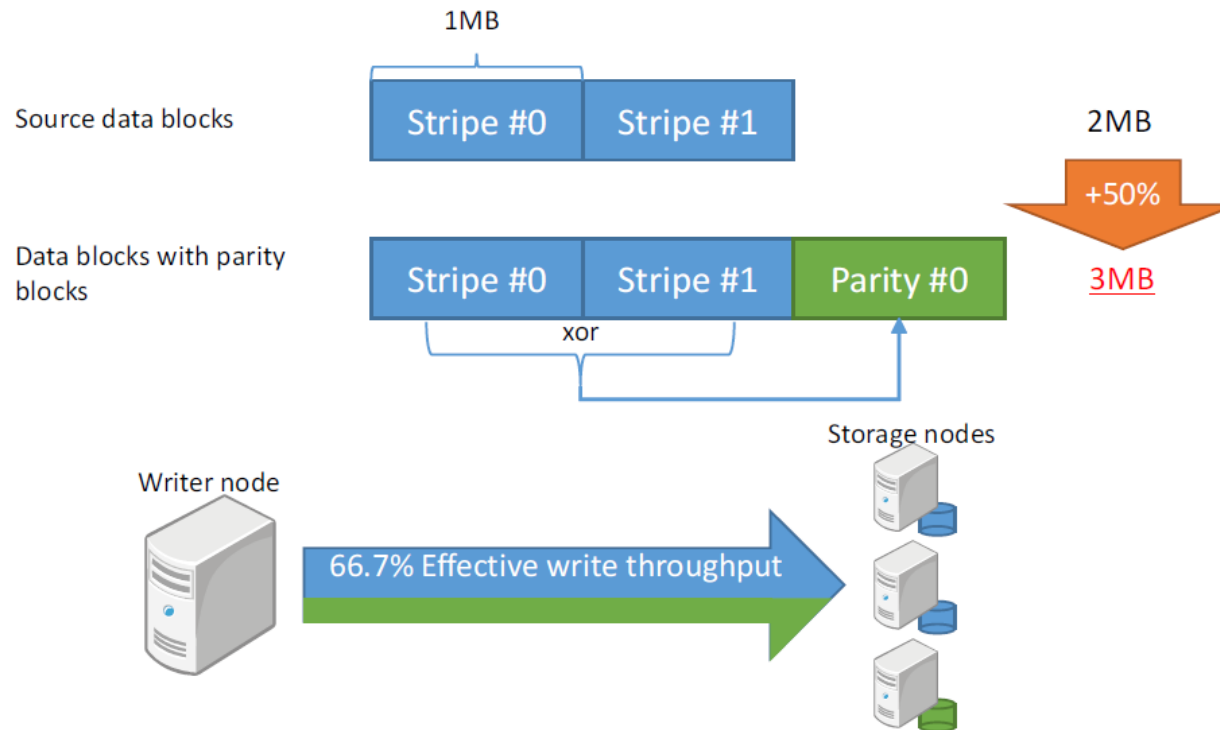 1MB
Source data blocks
Stripe #0
Stripe #1
2MB
+50%
Data blocks with parity
blocks
Stripe #0
Stripe #1
Parity #0
3MB
xor
Storage nodes
Writer node
66.7% Effective write throughput